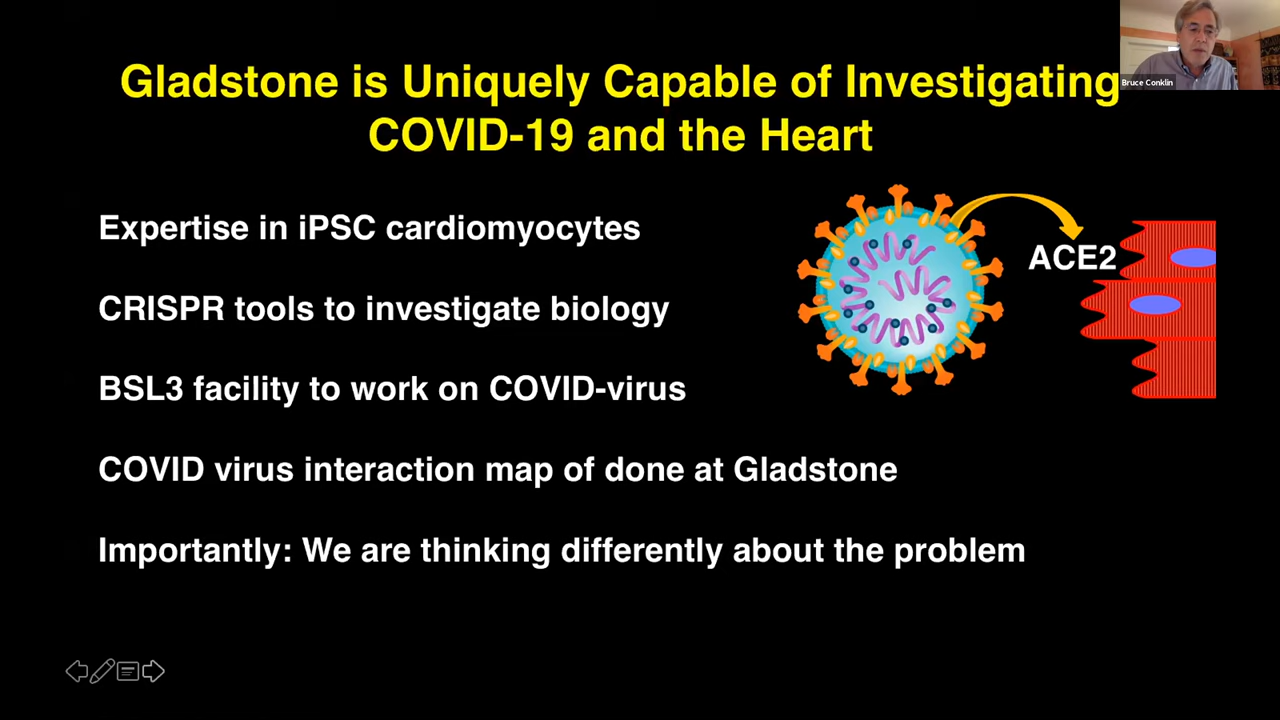 Gladstone is Uniquely Capable of Investigating
COVID-19 and the Heart
Bruce Conklin
Expertise in iPSC cardiomyocytes
ACE2
CRISPR tools to investigate biology
BSL3 facility to work on COVID-virus
COVID virus interaction map of done at Gladstone
Importantly: We are thinking differently about the problem